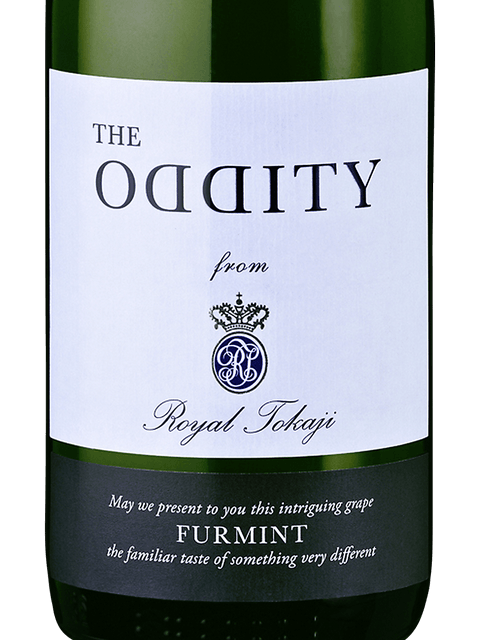 THE
ODDITY
from
RT
Royal Tokaji
May we present to you this intriguing grape
FURMINT
the familiar taste of something very different